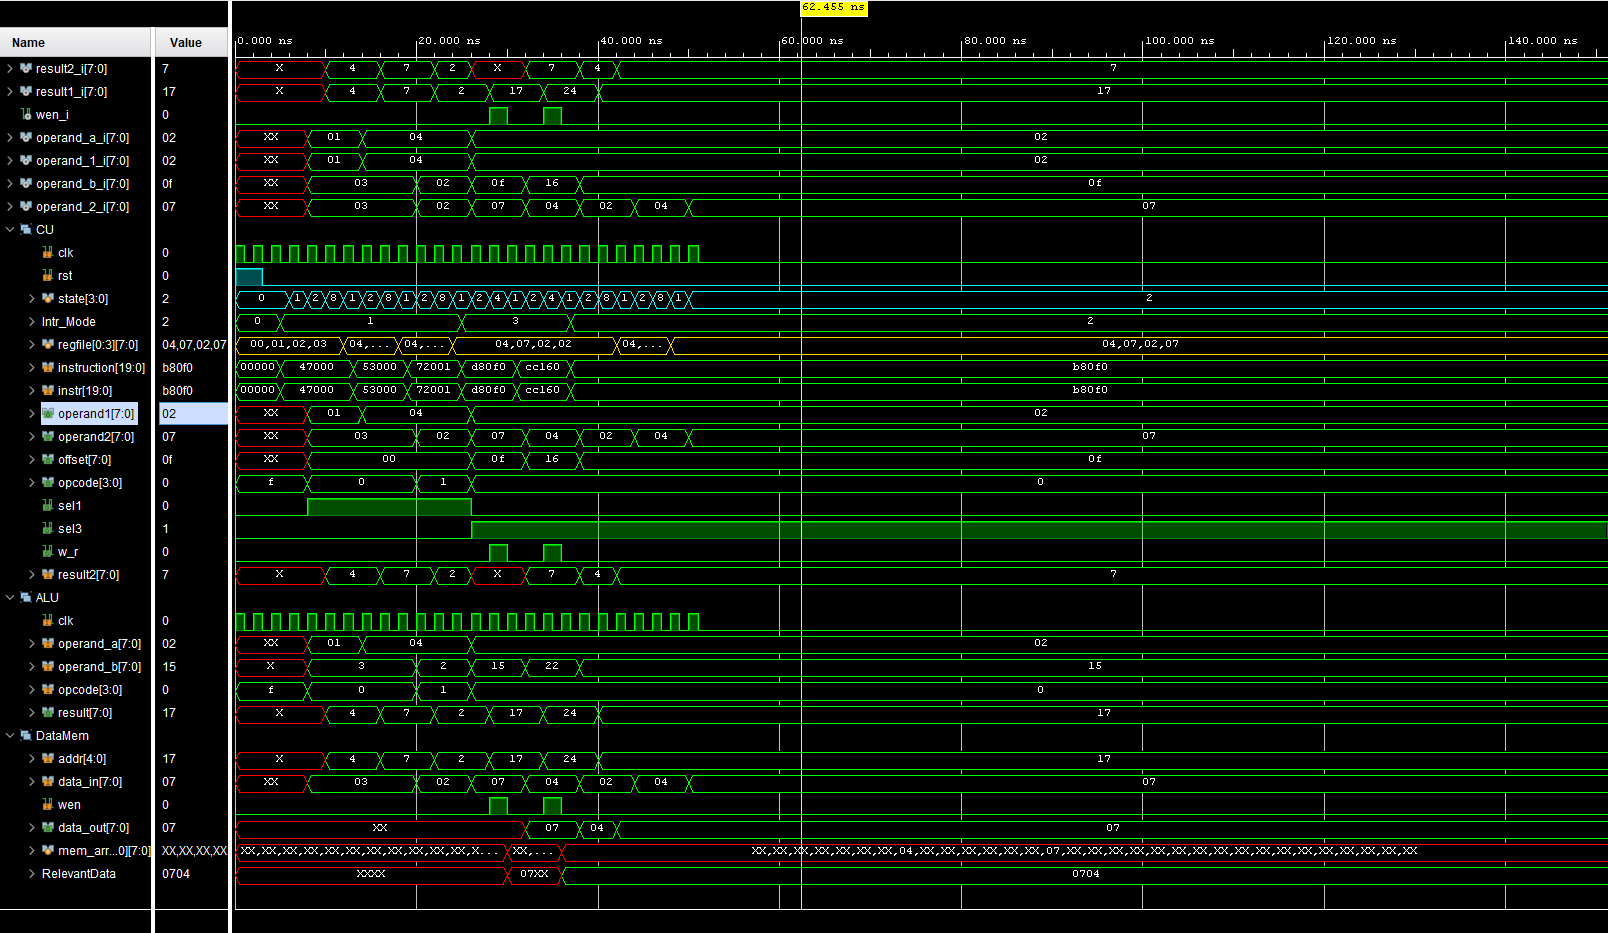 62.455 ns
Name Value 0.000 ns 20.000 ns 40.000 ns 60.000 ns 80.000 ns 100.000 ns 120.000 ns 140.000 ns
result2_i[7:0] 7 X 4 7 2 X 7 4 7
result1_i[7:0] 17 X 4 7 2 17 24 17
wen_i 0
operand_a_i[7:0] 02 XX 01 04 02
operand_1_i[7:0] 02 XX 01 04 02
operand_b_i[7:0] 0f XX 03 02 0f 16 0f
operand_2_i[7:0] 07 XX 03 02 07 04 02 04 07
CU
clk 0
rst 0
state[3:0] 2 0 1 2 8 1 2 8 1 2 8 1 2 4 1 2 4 1 2 8 1 2 8 1 2
Intr_Mode 2 0 1 3 2
regfile[0:3][7:0] 04,07,02,07 00,01,02,03 04,... 04,... 04,07,02,02 04,... 04,07,02,07
instruction[19:0] b80f0 00000 47000 53000 72001 d80f0 cc160 b80f0
instr[19:0] b80f0 00000 47000 53000 72001 d80f0 cc160 b80f0
operand1[7:0] 02 XX 01 04 02
operand2[7:0] 07 XX 03 02 07 04 02 04 07
offset[7:0] 0f XX 00 0f 16 0f
opcode[3:0] 0 f 0 1 0
sel1 0
sel3 1
w_r 0
result2[7:0] 7 X 4 7 2 X 7 4 7
ALU
clk 0
operand_a[7:0] 02 XX 01 04 02
operand_b[7:0] 15 X 3 2 15 22 15
opcode[3:0] 0 f 0 1 0
result[7:0] 17 X 4 7 2 17 24 17
DataMem
addr[4:0] 17 X 4 7 2 17 24 17
data_in[7:0] 07 XX 03 02 07 04 02 04 07
wen 0
data_out[7:0] 07 XX 07 04 07
mem_arr...0][7:0] XX,XX,XX,XX XX,XX,XX,XX,XX,XX,XX,XX,XX,XX,XX,X... XX,... XX,XX,XX,XX,XX,XX,XX,04,XX,XX,XX,XX,XX,XX,07,XX,XX,XX,XX,XX,XX,XX,XX,XX,XX,XX,XX,XX,XX,XX,XX,XX
RelevantData 0704 XXXX 07XX 0704